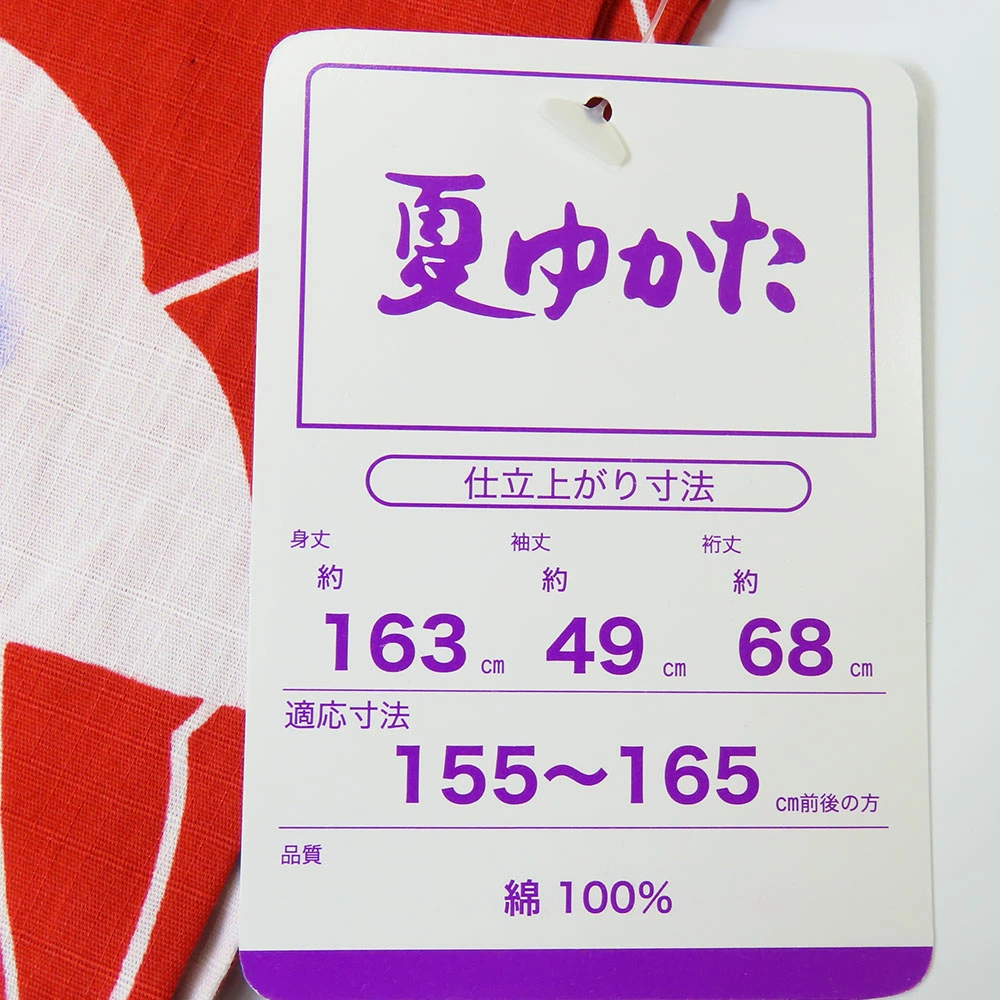 夏ゆかた
仕立上がり寸法
身丈 袖丈 裄丈
約 約 約
163cm 49cm 68cm
適応寸法
155〜165cm前後の方
品質
綿 100%